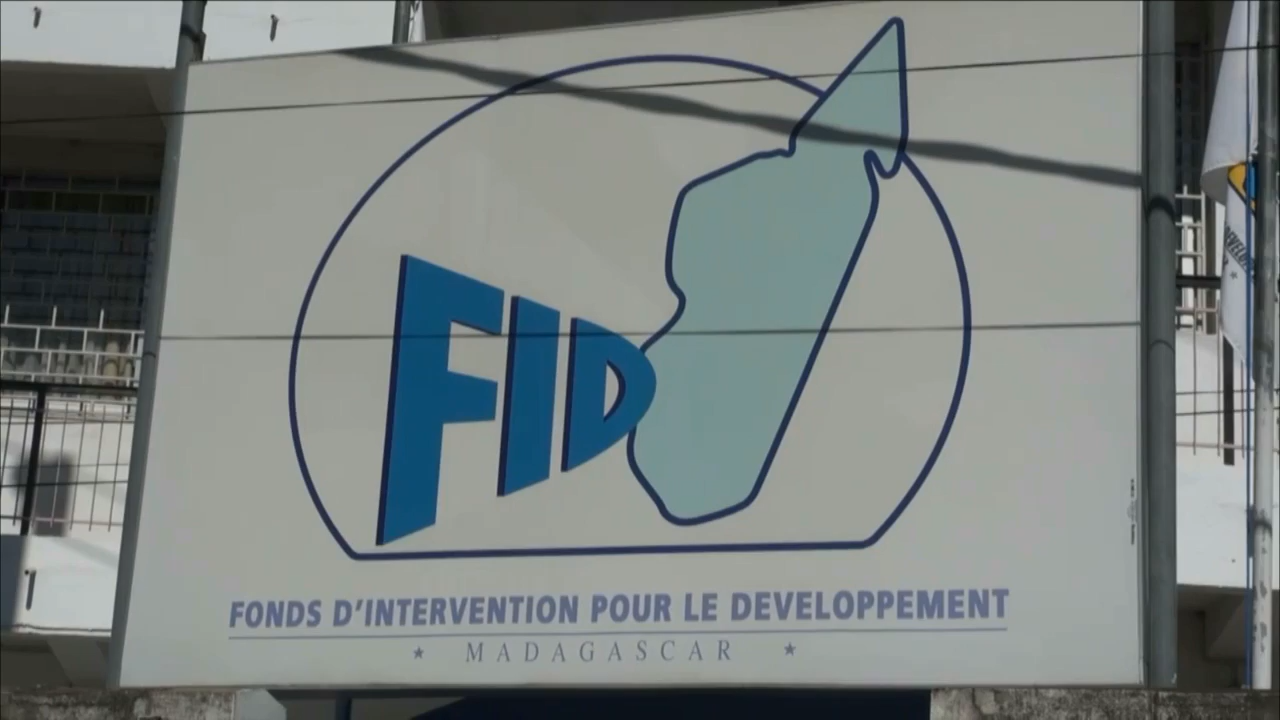 FID
FONDS D'INTERVENTION POUR LE DEVELOPPEMENT
* MADAGASCAR *